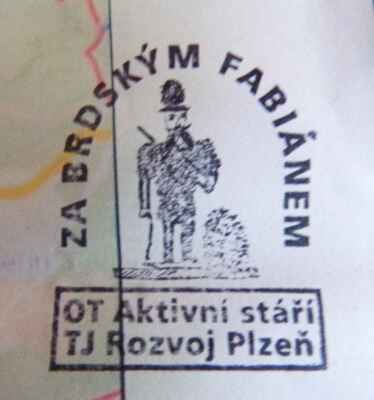 ZA BRDSKÝM FABIÁNEM
OT Aktivní stáří
TJ Rozvoj Plzeň